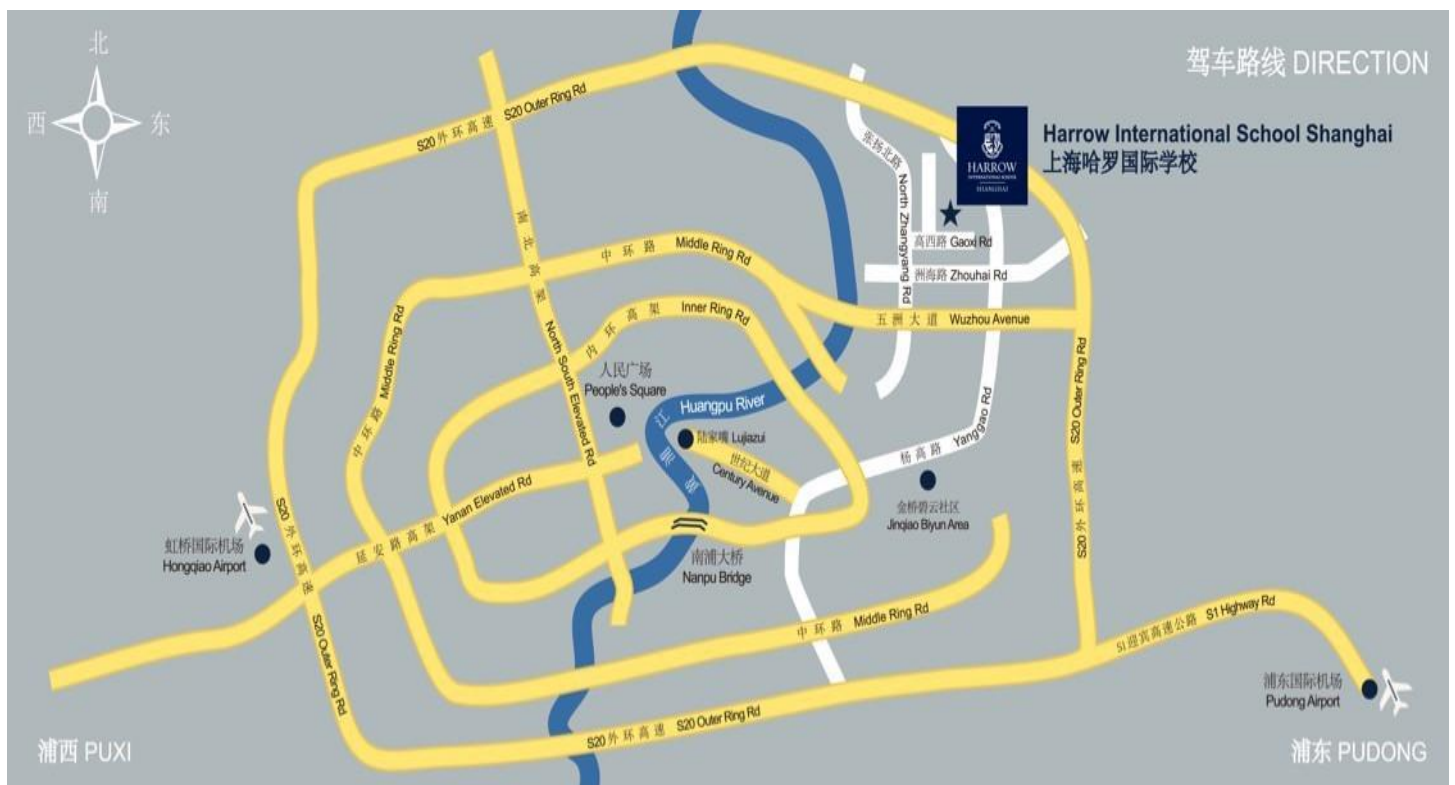 北
西
东
南
驾车路线 DIRECTION
HARROW
INTERNATIONAL SCHOOL
SHANGHAI
Harrow International School Shanghai
上海哈罗国际学校
S20外环高速 S20 Outer Ring Rd
张扬北路 North Zhangyang Rd
高西路 Gaoxi Rd
洲海路 Zhouhai Rd
南北高架 North South Elevated Rd
中环路 Middle Ring Rd
五洲大道 Wuzhou Avenue
内环高架 Inner Ring Rd
中环路 Middle Ring Rd
人民广场
People's Square
黄浦江 Huangpu River
陆家嘴 Lujiazui
世纪大道
Century Avenue
杨高路 Yanggao Rd
S20外环高速 S20 Outer Ring Rd
金桥碧云社区
Jinqiao Biyun Area
延安路高架 Yanan Elevated Rd
虹桥国际机场
Hongqiao Airport
S20外环高速 S20 Outer Ring Rd
南浦大桥
Nanpu Bridge
中环路 Middle Ring Rd
S1迎宾高速公路 S1 Highway Rd
浦东国际机场
Pudong Airport
S20外环高速 S20 Outer Ring Rd
浦西 PUXI
浦东 PUDONG